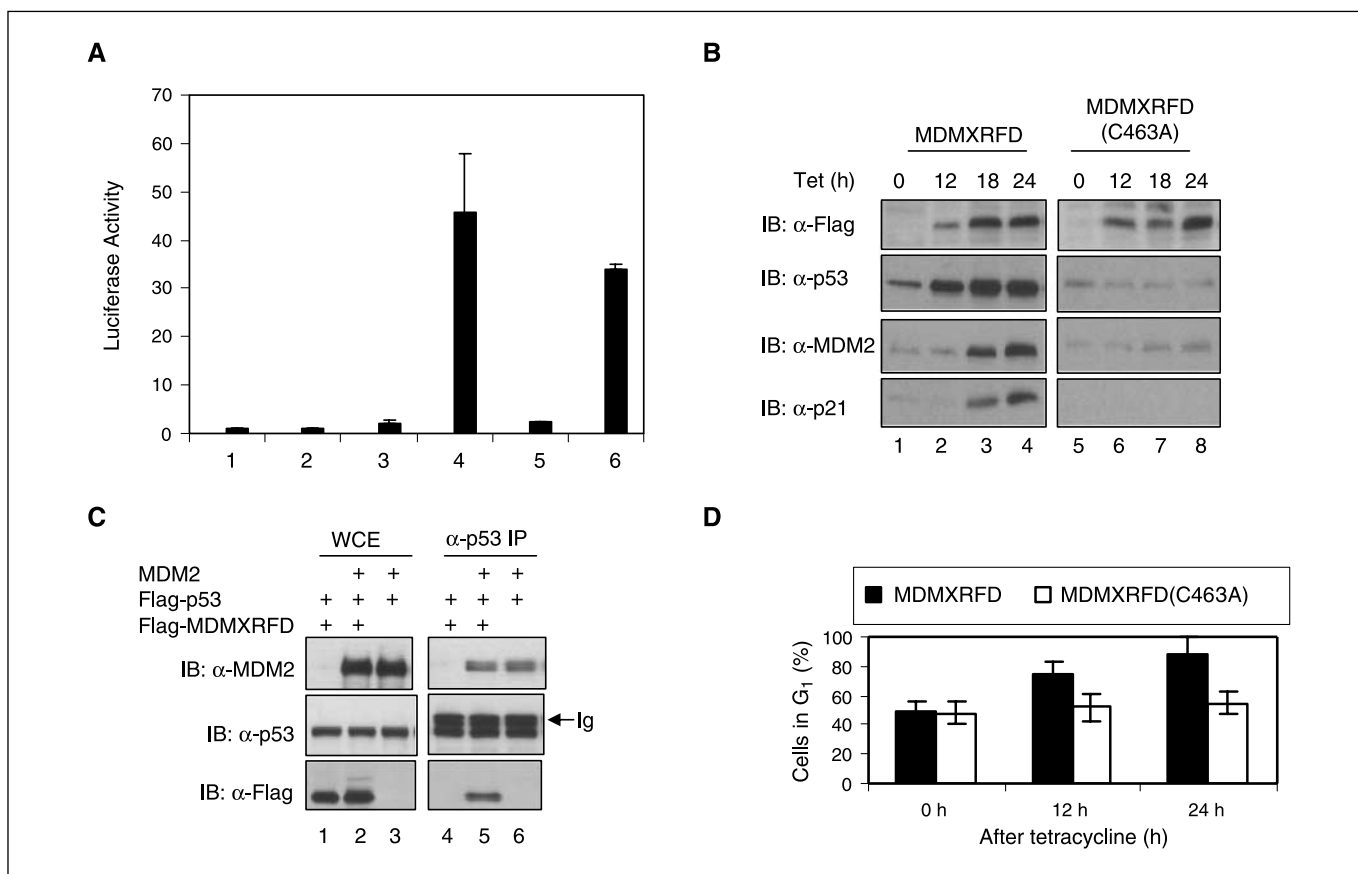 A
70
60
50
40
30
20
10
0
Luciferase Activity
1 2 3 4 5 6
B
MDMXRFD
MDMXRFD
(C463A)
Tet (h) 0 12 18 24 0 12 18 24
IB: α-Flag
IB: α-p53
IB: α-MDM2
IB: α-p21
1 2 3 4 5 6 7 8
C
WCE α-p53 IP
MDM2 + + + +
Flag-p53 + + + + + +
Flag-MDMXRFD + + + +
IB: α-MDM2
IB: α-p53
Ig
IB: α-Flag
1 2 3 4 5 6
D
MDMXRFD MDMXRFD(C463A)
100
80
60
40
20
0
Cells in G₁ (%)
0 h 12 h 24 h
After tetracycline (h)